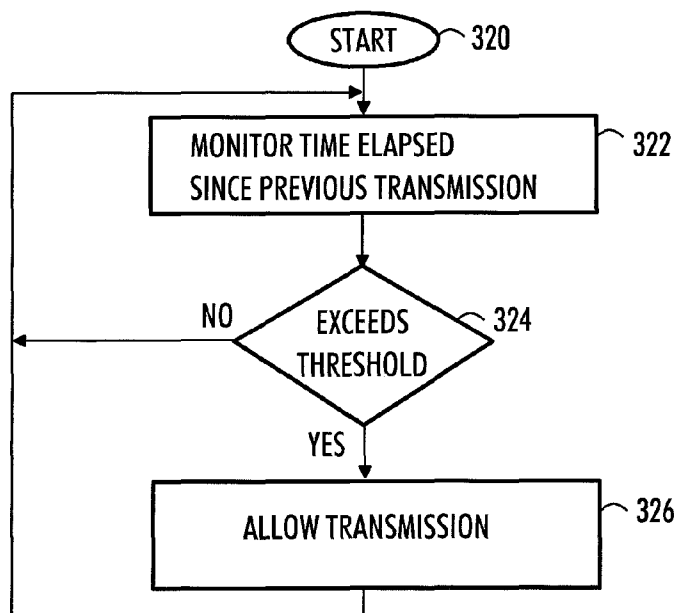 START
320
MONITOR TIME ELAPSED
SINCE PREVIOUS TRANSMISSION
322
NO
EXCEEDS
THRESHOLD
324
YES
ALLOW TRANSMISSION
326